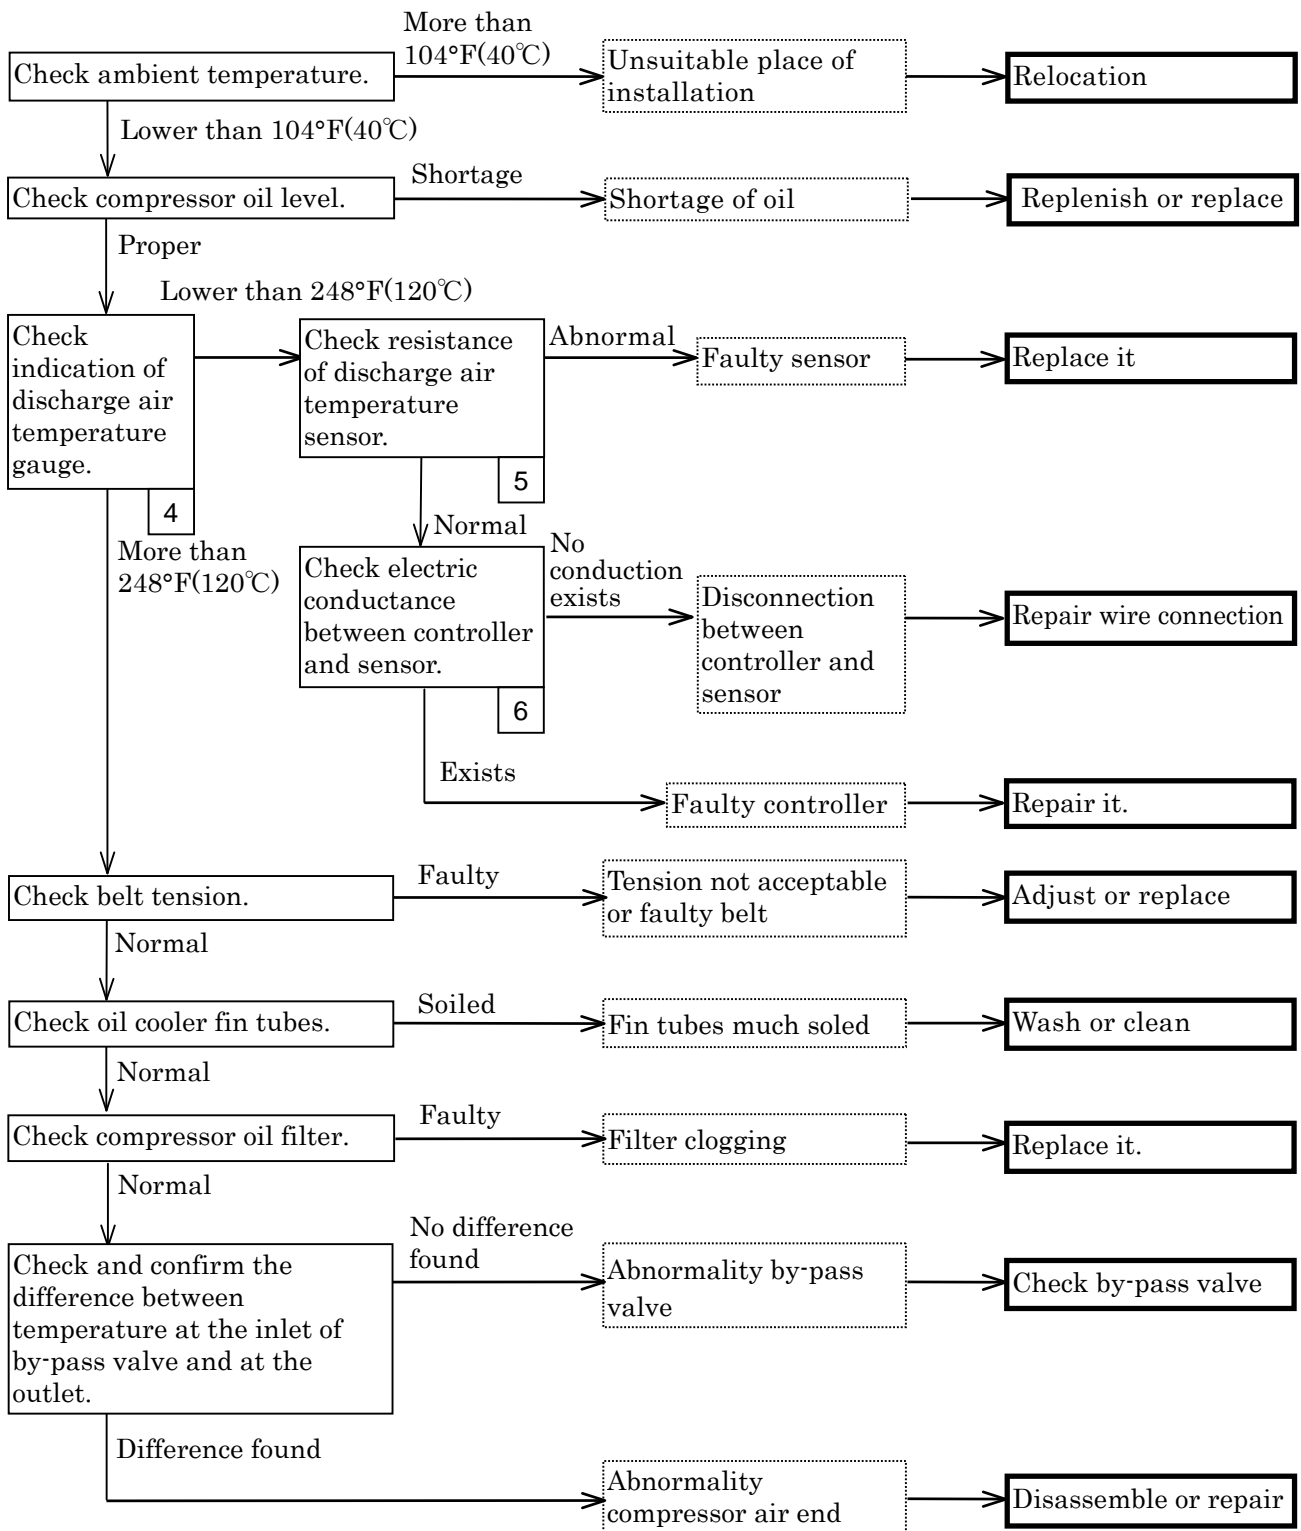 More than
104°F(40℃)
Check ambient temperature.
Unsuitable place of
installation
Relocation
Lower than 104°F(40℃)
Check compressor oil level.
Shortage
Shortage of oil
Replenish or replace
Proper
Lower than 248°F(120℃)
Check
indication of
discharge air
temperature
gauge.
4
Check resistance
of discharge air
temperature
sensor.
5
Abnormal
Faulty sensor
Replace it
Normal
More than
248°F(120℃)
Check electric
conductance
between controller
and sensor.
6
No
conduction
exists
Disconnection
between
controller and
sensor
Repair wire connection
Exists
Faulty controller
Repair it.
Check belt tension.
Faulty
Tension not acceptable
or faulty belt
Adjust or replace
Normal
Check oil cooler fin tubes.
Soiled
Fin tubes much soled
Wash or clean
Normal
Check compressor oil filter.
Faulty
Filter clogging
Replace it.
Normal
Check and confirm the
difference between
temperature at the inlet of
by-pass valve and at the
outlet.
No difference
found
Abnormality by-pass
valve
Check by-pass valve
Difference found
Abnormality
compressor air end
Disassemble or repair